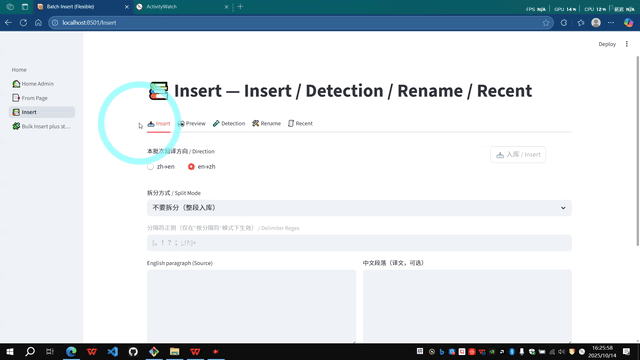 Batch Insert (Flexible)
ActivityWatch
FPS N/A
GPU 14 %
CPU 12 %
N/A
localhost:8501/Insert
Deploy
Home
Home Admin
From Page
Insert
Bulk Insert plus st...
Insert — Insert / Detection / Rename / Recent
Insert
Preview
Detection
Rename
Recent
本批次翻译方向 / Direction
zh→en
en→zh
入库 / Insert
拆分方式 / Split Mode
不要拆分（整段入库）
分隔符正则（仅在"按分隔符"模式下生效） / Delimiter Regex
English paragraph (Source)
中文段落（译文，可选）
16:25:58
2025/10/14